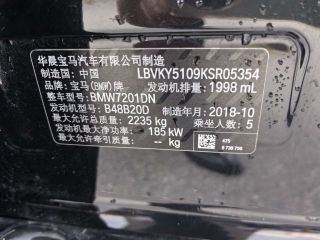 华晨宝马汽车有限公司制造
制造国: 中国 LBVKY5109KSR05354
品牌: 宝马(BMW)牌 发动机排量: 1998 mL
整车型号: BMW7201DN
发动机型号: B48B20D 制造年月: 2018-10
最大允许总质量: 2235 kg 乘坐人数: 5
发动机最大净功率: 185 kW
最大允许牵引质量: -- kg
475